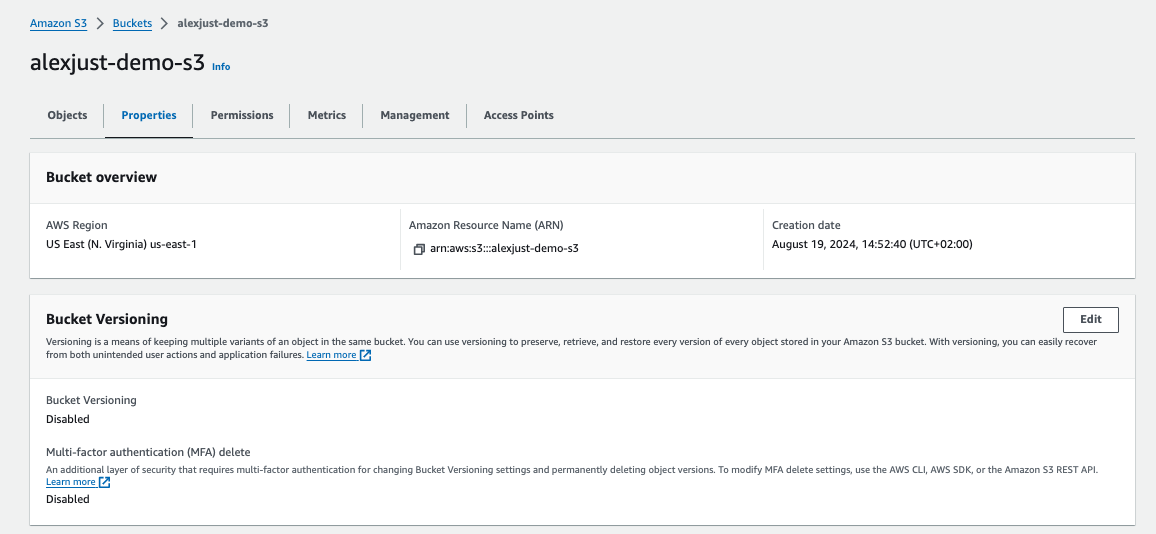 Amazon S3 > Buckets > alexjust-demo-s3
alexjust-demo-s3 Info
Objects Properties Permissions Metrics Management Access Points
Bucket overview
AWS Region
US East (N. Virginia) us-east-1
Amazon Resource Name (ARN)
arn:aws:s3:::alexjust-demo-s3
Creation date
August 19, 2024, 14:52:40 (UTC+02:00)
Bucket Versioning
Edit
Versioning is a means of keeping multiple variants of an object in the same bucket. You can use versioning to preserve, retrieve, and restore every version of every object stored in your Amazon S3 bucket. With versioning, you can easily recover
from both unintended user actions and application failures. Learn more
Bucket Versioning
Disabled
Multi-factor authentication (MFA) delete
An additional layer of security that requires multi-factor authentication for changing Bucket Versioning settings and permanently deleting object versions. To modify MFA delete settings, use the AWS CLI, AWS SDK, or the Amazon S3 REST API.
Learn more
Disabled